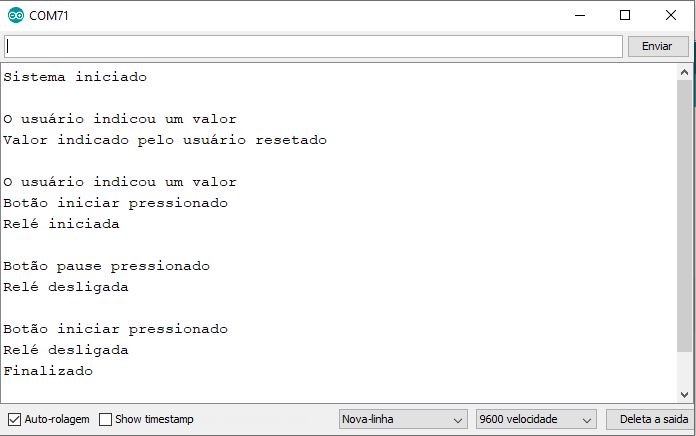 COM71
Enviar
Sistema iniciado
O usuário indicou um valor
Valor indicado pelo usuário resetado
O usuário indicou um valor
Botão iniciar pressionado
Relé iniciada
Botão pause pressionado
Relé desligada
Botão iniciar pressionado
Relé desligada
Finalizado
Auto-rolagem Show timestamp Nova-linha 9600 velocidade Deleta a saida